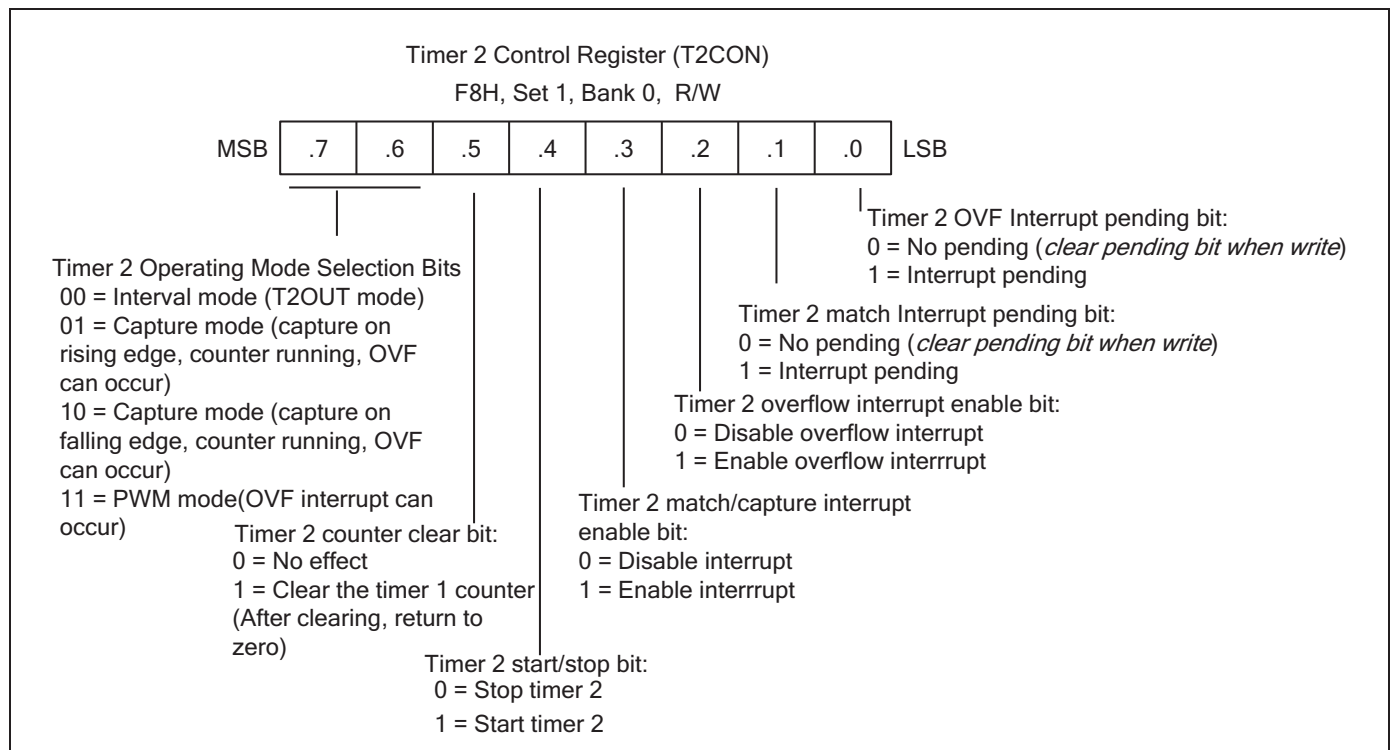 Timer 2 Control Register (T2CON)
F8H, Set 1, Bank 0, R/W
MSB .7 .6 .5 .4 .3 .2 .1 .0 LSB
Timer 2 OVF Interrupt pending bit:
0 = No pending (clear pending bit when write)
1 = Interrupt pending
Timer 2 match Interrupt pending bit:
0 = No pending (clear pending bit when write)
1 = Interrupt pending
Timer 2 overflow interrupt enable bit:
0 = Disable overflow interrupt
1 = Enable overflow interrrupt
Timer 2 match/capture interrupt
enable bit:
0 = Disable interrupt
1 = Enable interrrupt
Timer 2 start/stop bit:
0 = Stop timer 2
1 = Start timer 2
Timer 2 counter clear bit:
0 = No effect
1 = Clear the timer 1 counter
(After clearing, return to
zero)
Timer 2 Operating Mode Selection Bits
00 = Interval mode (T2OUT mode)
01 = Capture mode (capture on
rising edge, counter running, OVF
can occur)
10 = Capture mode (capture on
falling edge, counter running, OVF
can occur)
11 = PWM mode(OVF interrupt can
occur)